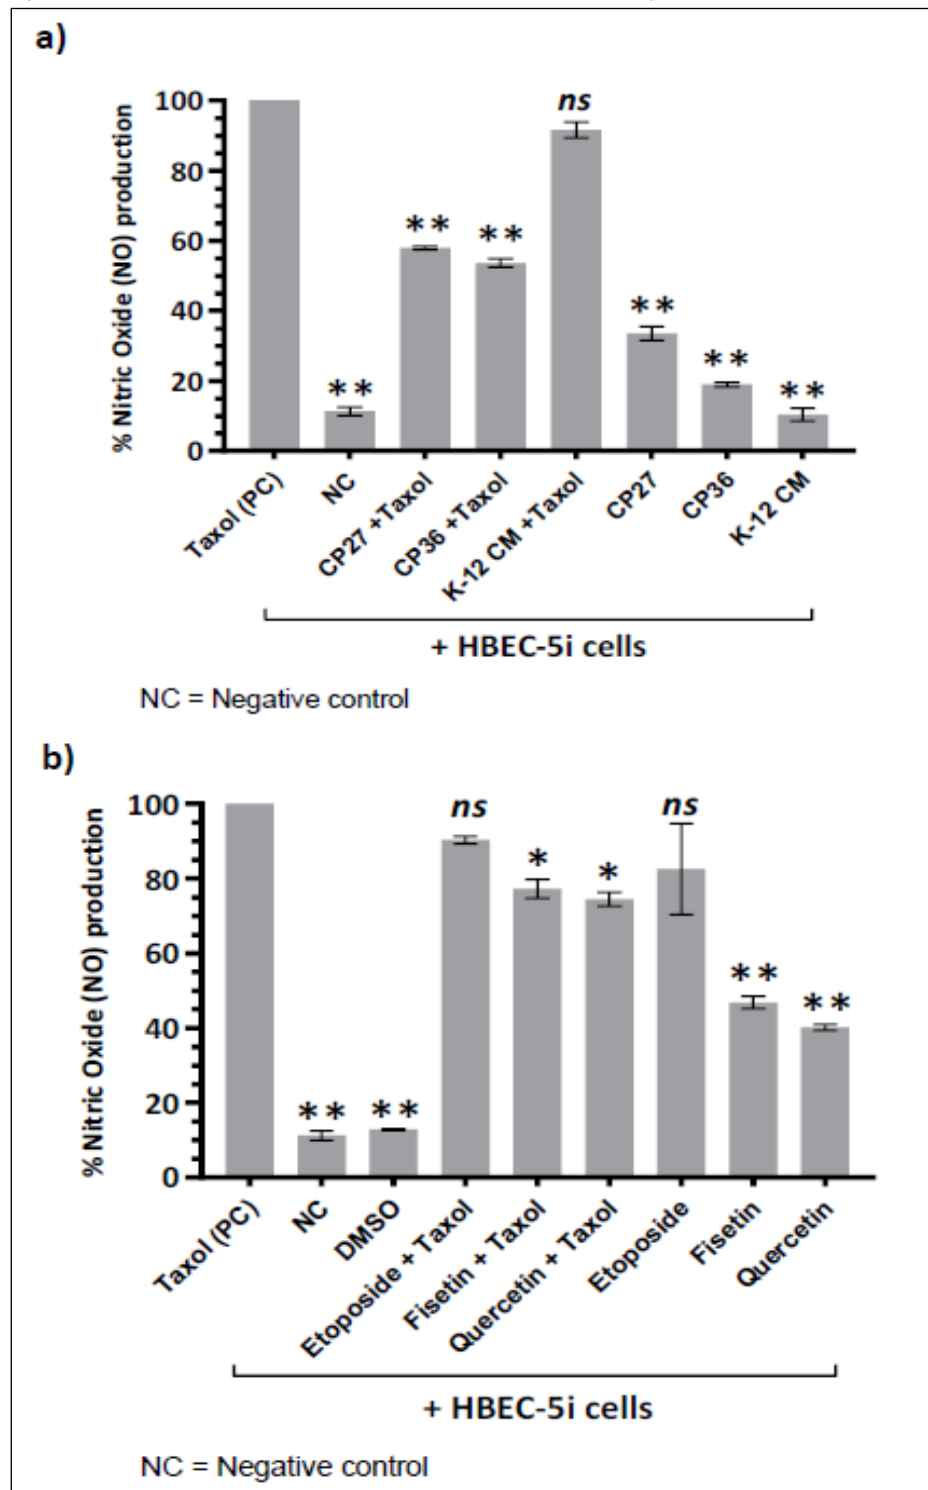 a)
% Nitric Oxide (NO) production
100
80
60
40
20
0
**
**
**
ns
**
**
**
Taxol (PC)
NC
CP27 +Taxol
CP36 +Taxol
K-12 CM +Taxol
CP27
CP36
K-12 CM
+ HBEC-5i cells
NC = Negative control
b)
% Nitric Oxide (NO) production
100
80
60
40
20
0
**
**
ns
*
*
ns
**
**
Taxol (PC)
NC
DMSO
Etoposide + Taxol
Fisetin + Taxol
Quercetin + Taxol
Etoposide
Fisetin
Quercetin
+ HBEC-5i cells
NC = Negative control